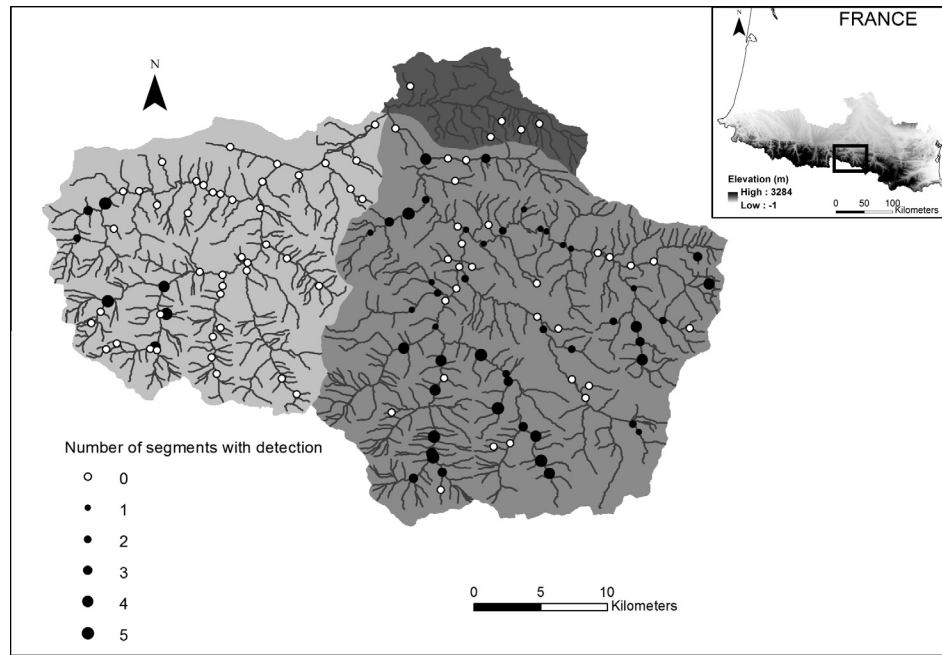 FRANCE
N
Elevation (m)
High : 3284
Low : -1
0 50 100
Kilometers
N
Number of segments with detection
0
1
2
3
4
5
0 5 10
Kilometers